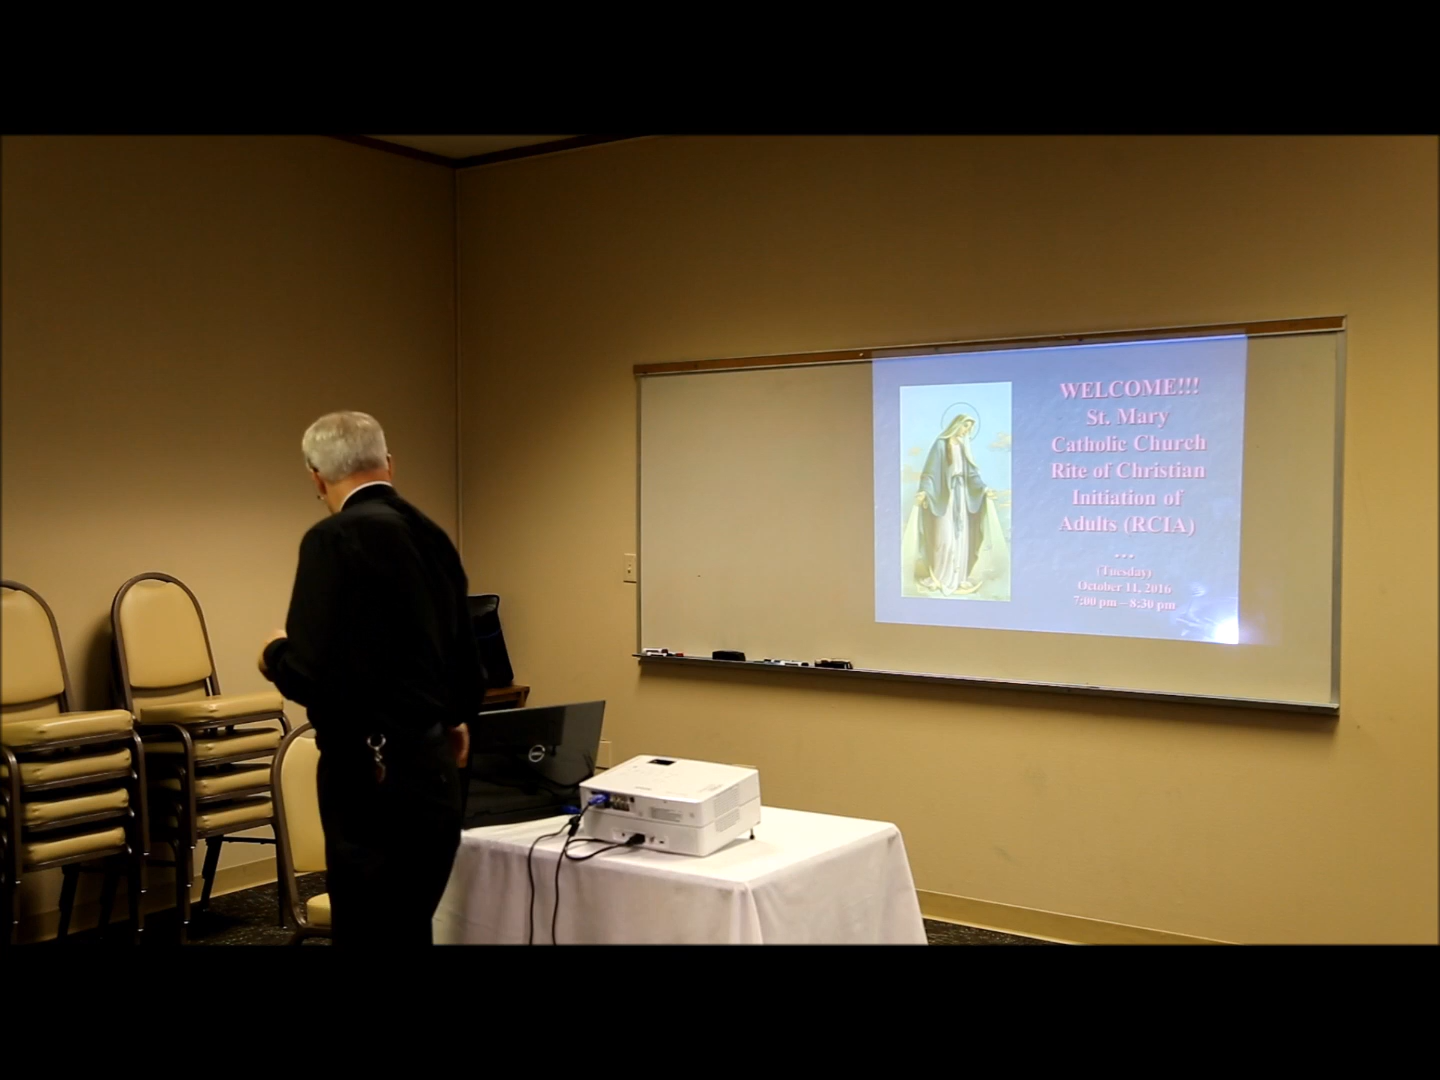 WELCOME!!!
St. Mary
Catholic Church
Rite of Christian
Initiation of
Adults (RCIA)
...
(Tuesday)
October 11, 2016
7:00 pm – 8:30 pm